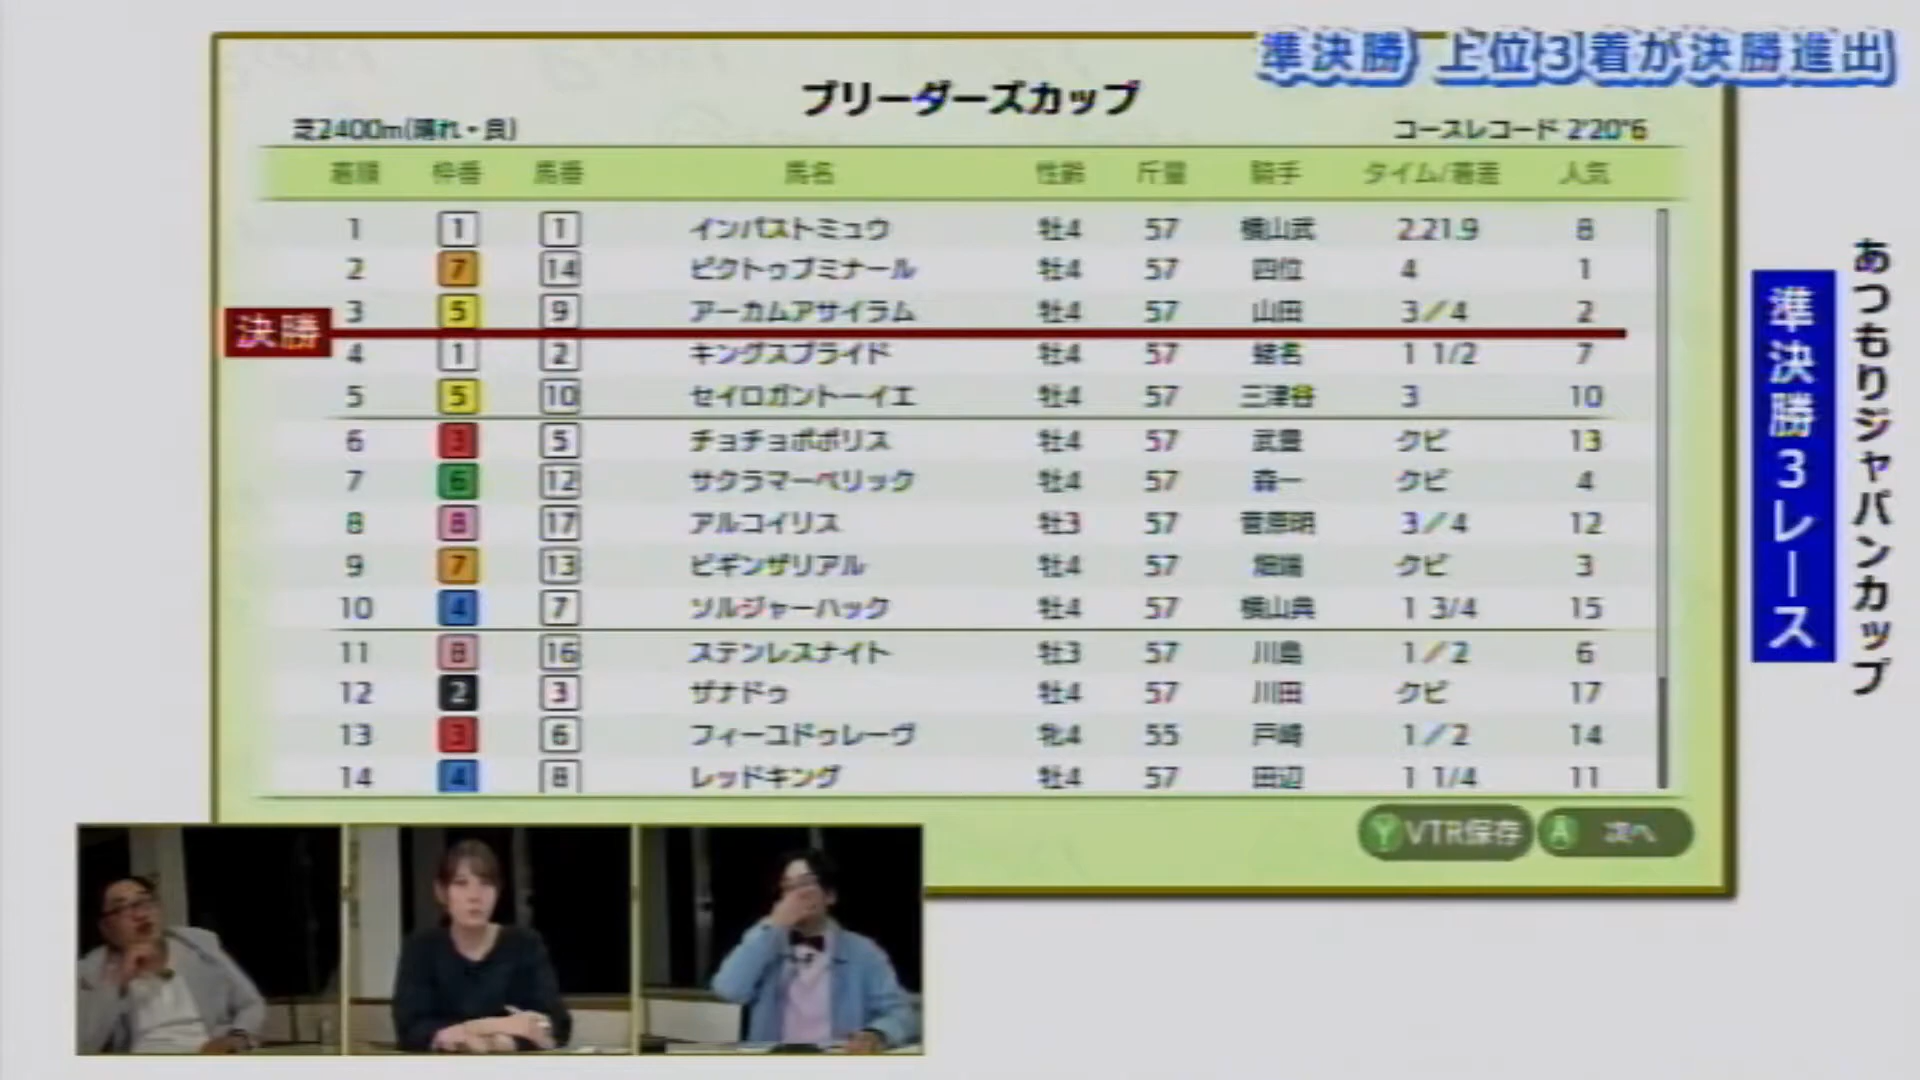 準決勝 上位3着が決勝進出
ブリーダーズカップ
芝2400m(晴れ・良)
コースレコード 2'20"6
着順 枠番 馬番 馬名 性齢 斤量 騎手 タイム/着差 人気
1 1 1 インパストミュウ 牡4 57 横山武 2.21.9 8
2 7 14 ピクトゥブミナール 牡4 57 四位 4 1
3 5 9 アーカムアサイラム 牡4 57 山田 3/4 2
決勝
4 1 2 キングスプライド 牡4 57 蛯名 1 1/2 7
5 5 10 セイロガントーイエ 牡4 57 三津谷 3 10
6 3 5 チョチョポポリス 牡4 57 武豊 クビ 13
7 6 12 サクラマーベリック 牡4 57 森一 クビ 4
8 8 17 アルコイリス 牡3 57 菅原明 3/4 12
9 7 13 ビギンザリアル 牡4 57 畑端 クビ 3
10 4 7 ソルジャーハック 牡4 57 横山典 1 3/4 15
11 8 16 ステンレスナイト 牡3 57 川島 1/2 6
12 2 3 ザナドゥ 牡4 57 川田 クビ 17
13 3 6 フィーユドゥレーヴ 牝4 55 戸崎 1/2 14
14 4 8 レッドキング 牡4 57 田辺 1 1/4 11
Y VTR保存 A 次へ
あつもりジャパンカップ
準決勝3レース